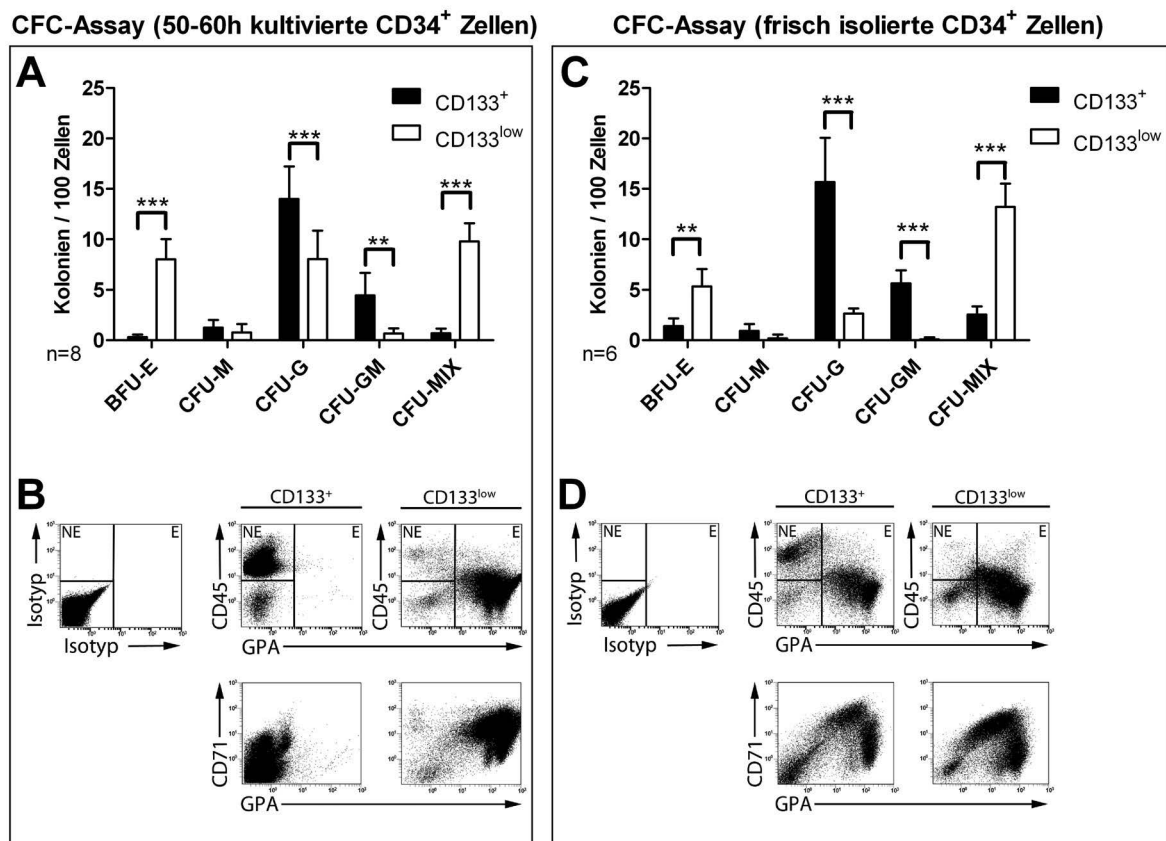 CFC-Assay (50-60h kultivierte CD34+ Zellen)
A
Kolonien / 100 Zellen
25
20
15
10
5
0
CD133+
CD133low
***
***
**
***
n=8
BFU-E
CFU-M
CFU-G
CFU-GM
CFU-MIX
B
CD133+
CD133low
NE
E
Isotyp
Isotyp
NE
E
CD45
GPA
NE
E
CD45
CD71
GPA
CFC-Assay (frisch isolierte CD34+ Zellen)
C
Kolonien / 100 Zellen
25
20
15
10
5
0
CD133+
CD133low
**
***
***
***
n=6
BFU-E
CFU-M
CFU-G
CFU-GM
CFU-MIX
D
CD133+
CD133low
NE
E
Isotyp
Isotyp
NE
E
CD45
GPA
NE
E
CD45
CD71
GPA